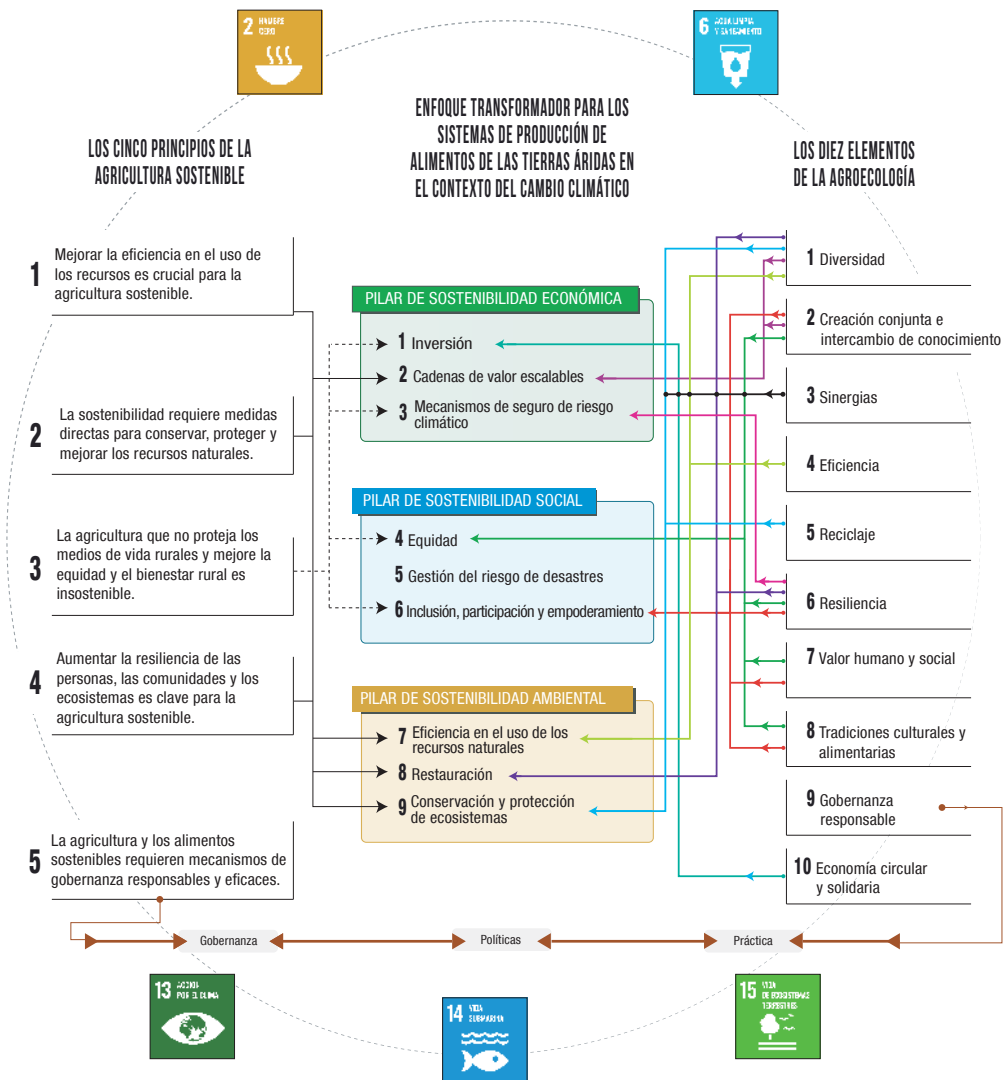 2 HAMBRE
CERO
6 AGUA LIMPIA
Y SANEAMIENTO
ENFOQUE TRANSFORMADOR PARA LOS
SISTEMAS DE PRODUCCIÓN DE
ALIMENTOS DE LAS TIERRAS ÁRIDAS EN
EL CONTEXTO DEL CAMBIO CLIMÁTICO
LOS CINCO PRINCIPIOS DE LA
AGRICULTURA SOSTENIBLE
1 Mejorar la eficiencia en el uso de
los recursos es crucial para la
agricultura sostenible.
2 La sostenibilidad requiere medidas
directas para conservar, proteger y
mejorar los recursos naturales.
3 La agricultura que no proteja los
medios de vida rurales y mejore la
equidad y el bienestar rural es
insostenible.
4 Aumentar la resiliencia de las
personas, las comunidades y los
ecosistemas es clave para la
agricultura sostenible.
5 La agricultura y los alimentos
sostenibles requieren mecanismos de
gobernanza responsables y eficaces.
PILAR DE SOSTENIBILIDAD ECONÓMICA
1 Inversión
2 Cadenas de valor escalables
3 Mecanismos de seguro de riesgo
climático
PILAR DE SOSTENIBILIDAD SOCIAL
4 Equidad
5 Gestión del riesgo de desastres
6 Inclusión, participación y empoderamiento
PILAR DE SOSTENIBILIDAD AMBIENTAL
7 Eficiencia en el uso de los
recursos naturales
8 Restauración
9 Conservación y protección
de ecosistemas
LOS DIEZ ELEMENTOS
DE LA AGROECOLOGÍA
1 Diversidad
2 Creación conjunta e
intercambio de conocimiento
3 Sinergias
4 Eficiencia
5 Reciclaje
6 Resiliencia
7 Valor humano y social
8 Tradiciones culturales y
alimentarias
9 Gobernanza
responsable
10 Economía circular
y solidaria
Gobernanza
Políticas
Práctica
13 ACCIÓN
POR EL CLIMA
14 VIDA
SUBMARINA
15 VIDA
DE ECOSISTEMAS
TERRESTRES